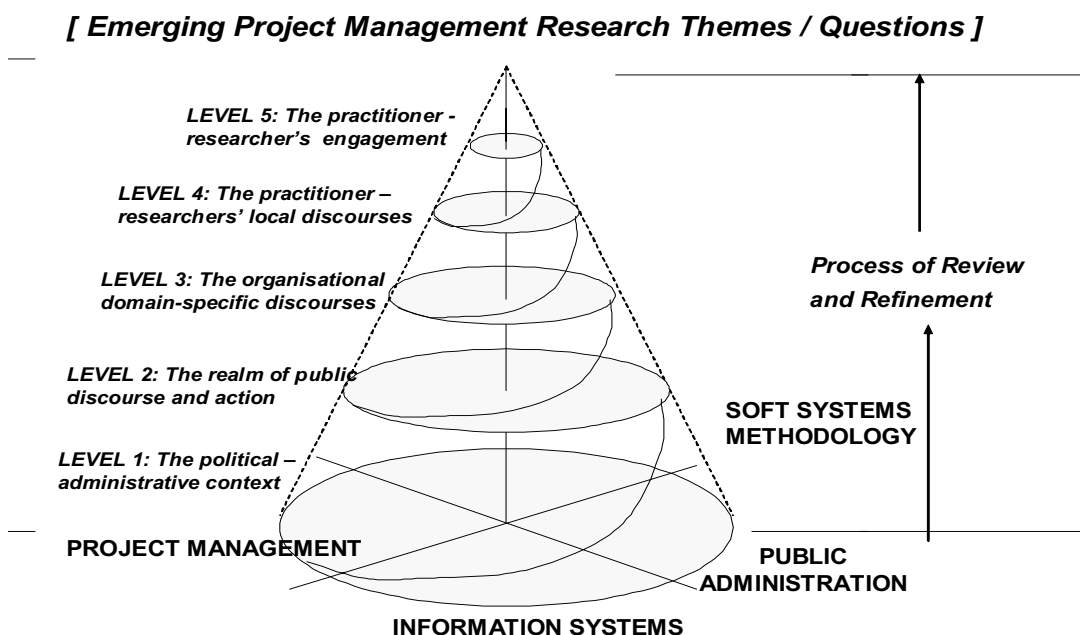 [ Emerging Project Management Research Themes / Questions ]
LEVEL 5: The practitioner -
researcher's engagement
LEVEL 4: The practitioner –
researchers' local discourses
LEVEL 3: The organisational
domain-specific discourses
LEVEL 2: The realm of public
discourse and action
LEVEL 1: The political –
administrative context
Process of Review
and Refinement
SOFT SYSTEMS
METHODOLOGY
PROJECT MANAGEMENT
PUBLIC
ADMINISTRATION
INFORMATION SYSTEMS